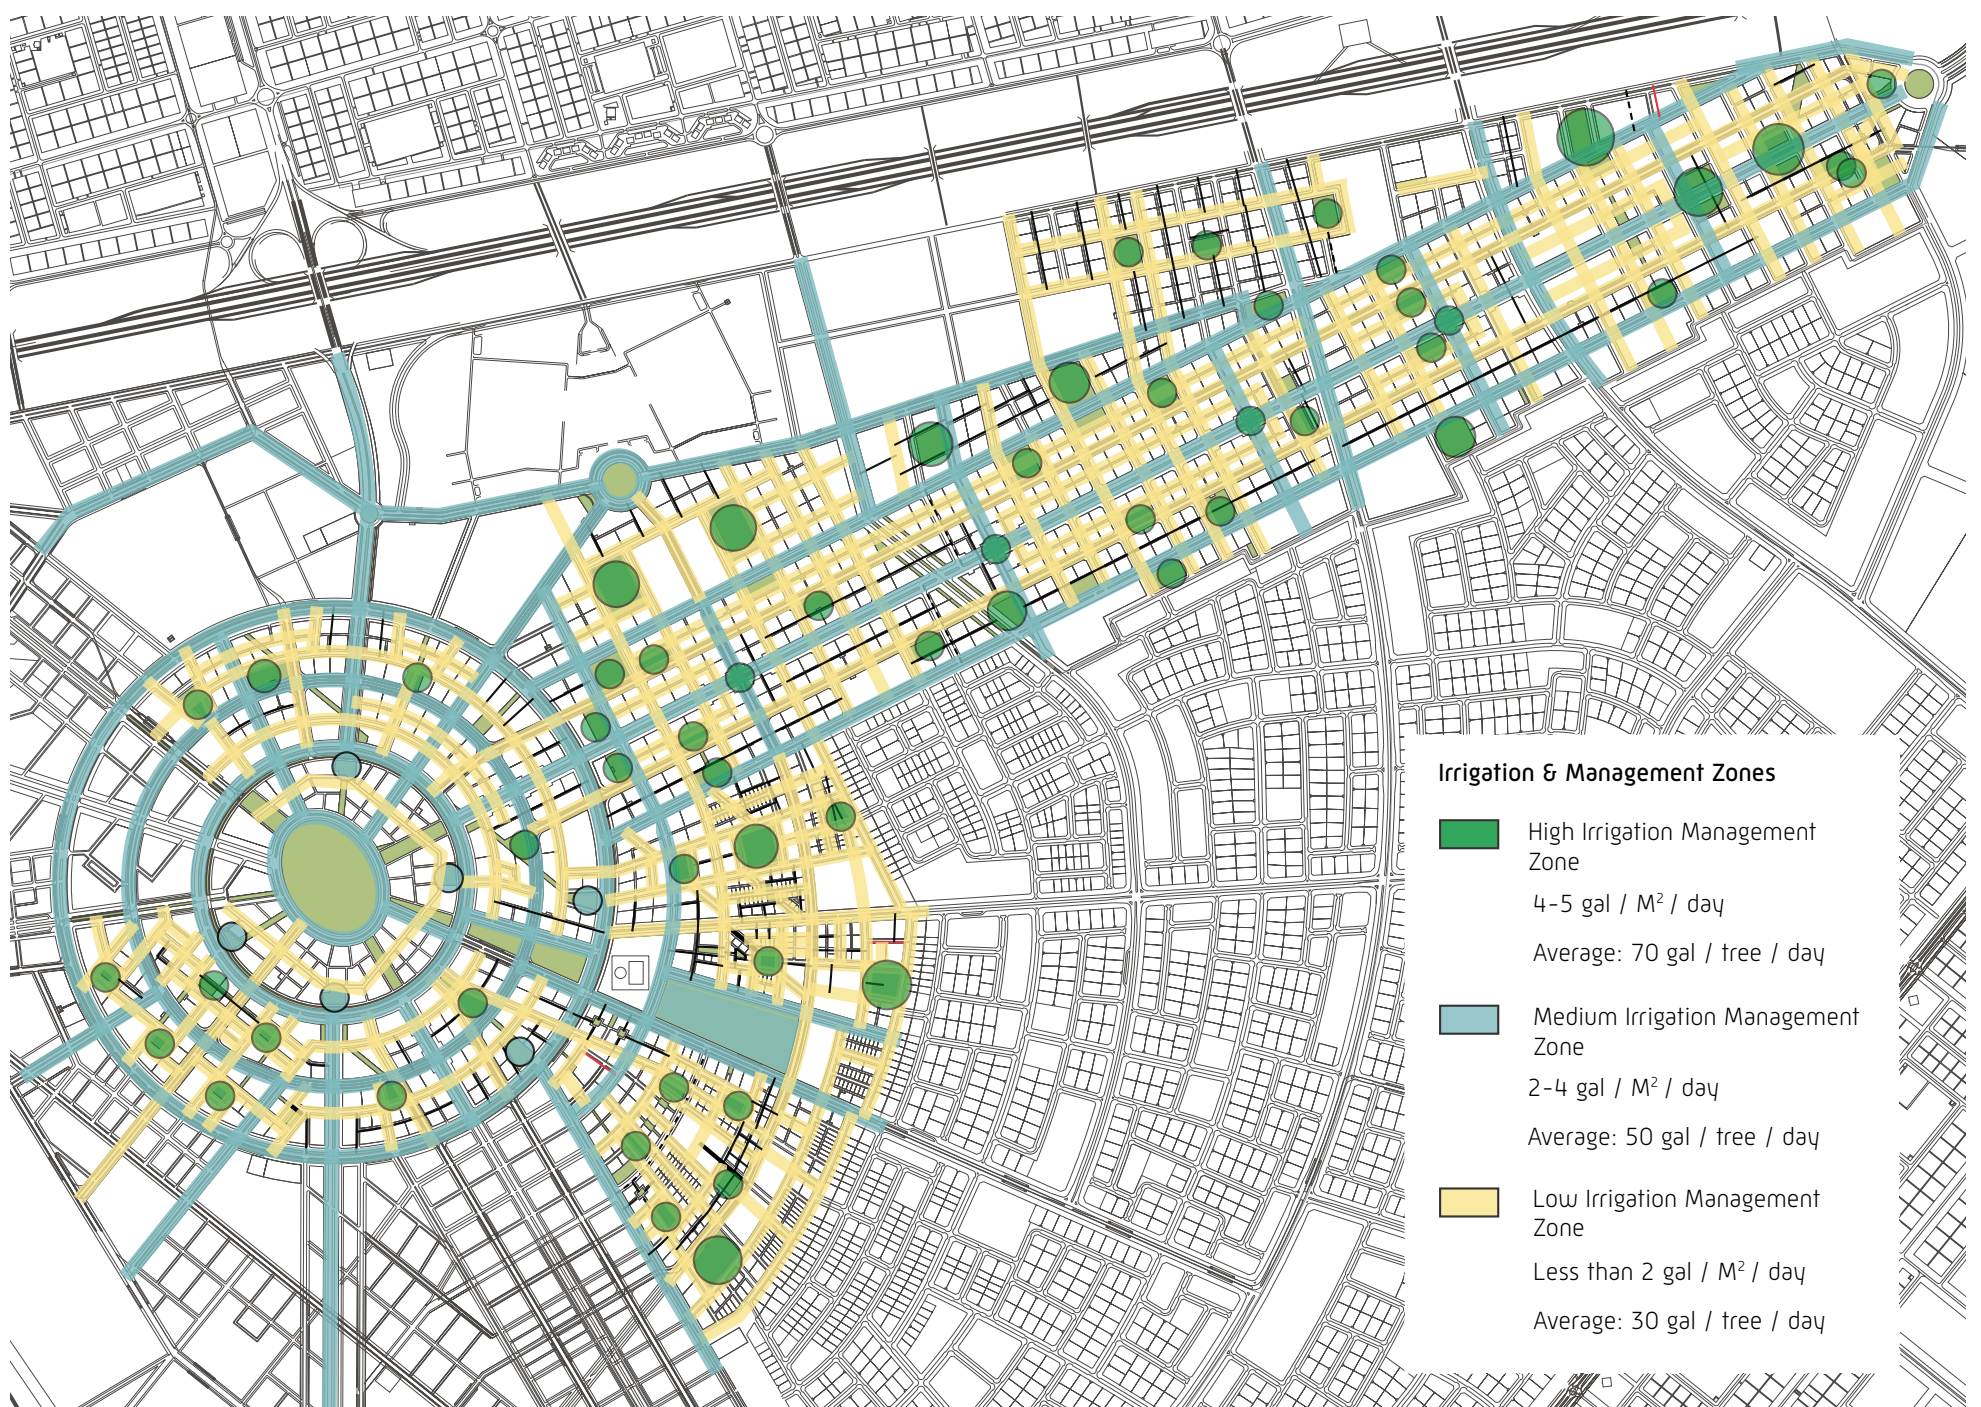 Irrigation & Management Zones
High Irrigation Management
Zone
4-5 gal / M² / day
Average: 70 gal / tree / day
Medium Irrigation Management
Zone
2-4 gal / M² / day
Average: 50 gal / tree / day
Low Irrigation Management
Zone
Less than 2 gal / M² / day
Average: 30 gal / tree / day